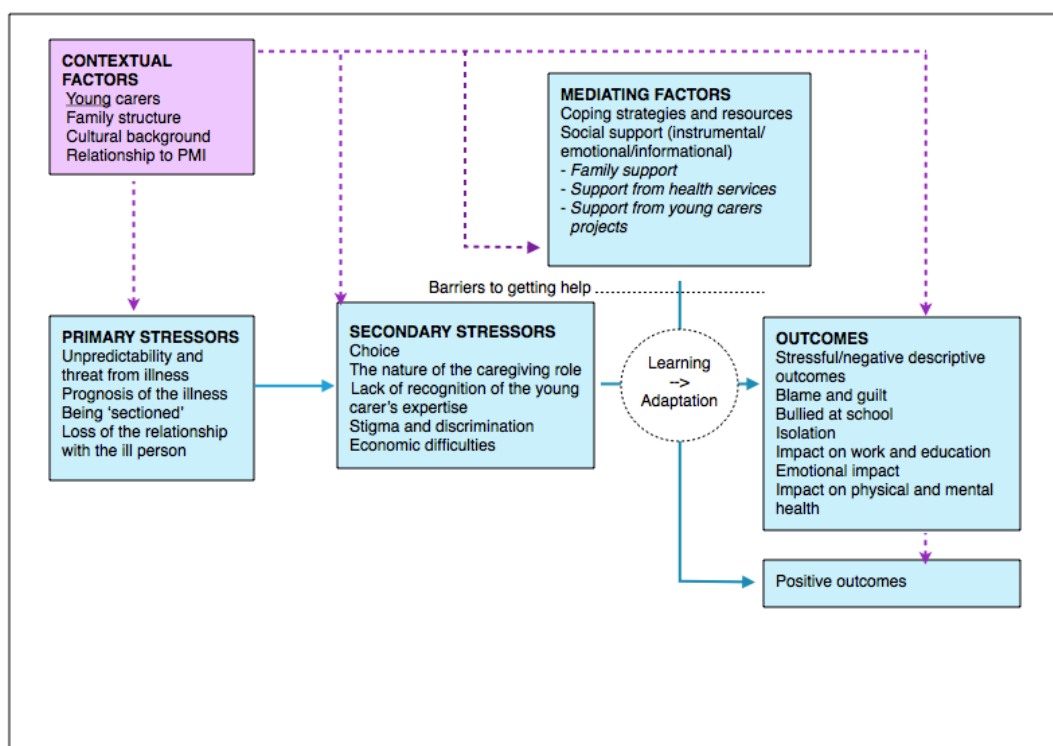 CONTEXTUAL
FACTORS
Young carers
Family structure
Cultural background
Relationship to PMI
MEDIATING FACTORS
Coping strategies and resources
Social support (instrumental/
emotional/informational)
- Family support
- Support from health services
- Support from young carers
projects
Barriers to getting help
PRIMARY STRESSORS
Unpredictability and
threat from illness
Prognosis of the illness
Being ‘sectioned’
Loss of the relationship
with the ill person
SECONDARY STRESSORS
Choice
The nature of the caregiving role
Lack of recognition of the young
carer’s expertise
Stigma and discrimination
Economic difficulties
Learning
-->
Adaptation
OUTCOMES
Stressful/negative descriptive
outcomes
Blame and guilt
Bullied at school
Isolation
Impact on work and education
Emotional impact
Impact on physical and mental
health
Positive outcomes